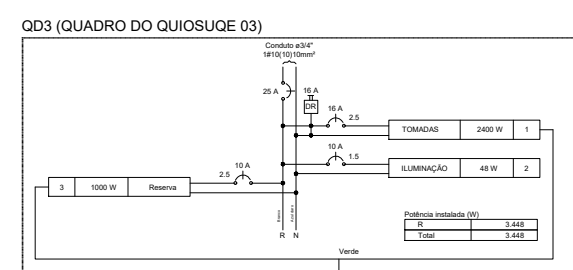 QD3 (QUADRO DO QUIOSUQE 03)
Conduto ø3/4"
1#10(10)10mm²
25 A
16 A
DR
16 A
2.5
TOMADAS 2400 W 1
10 A
1.5
ILUMINAÇÃO 48 W 2
10 A
2.5
3 1000 W Reserva
R N
Potência instalada (W)
R 3.448
Total 3.448
Verde